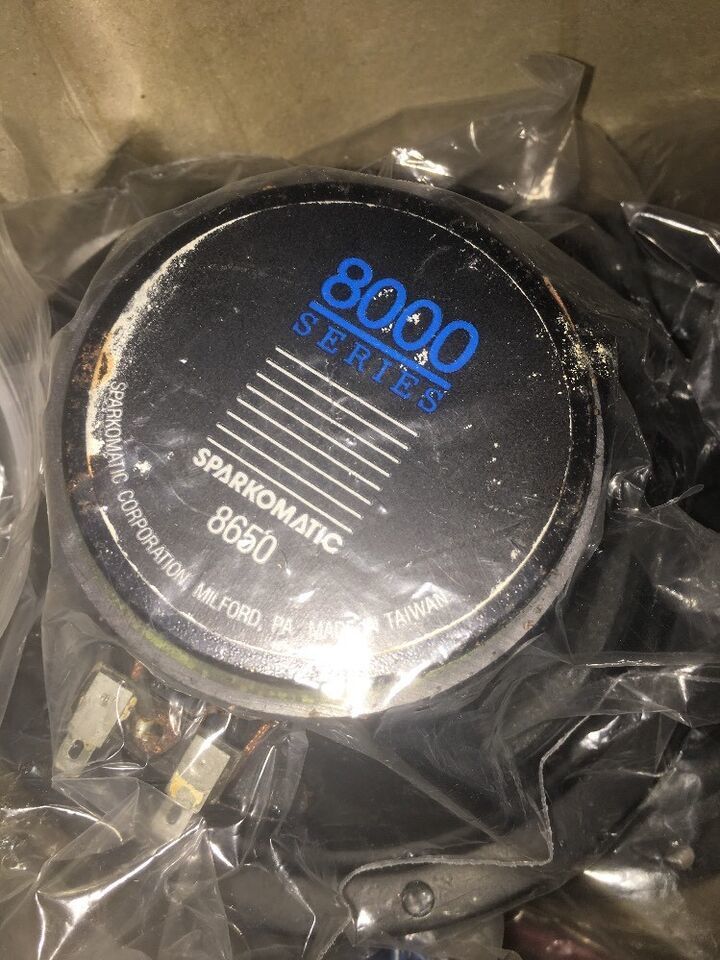 8000
SERIES
SPARKOMATIC
8650
SPARKOMATIC CORPORATION MILFORD, PA. MADE IN TAIWAN